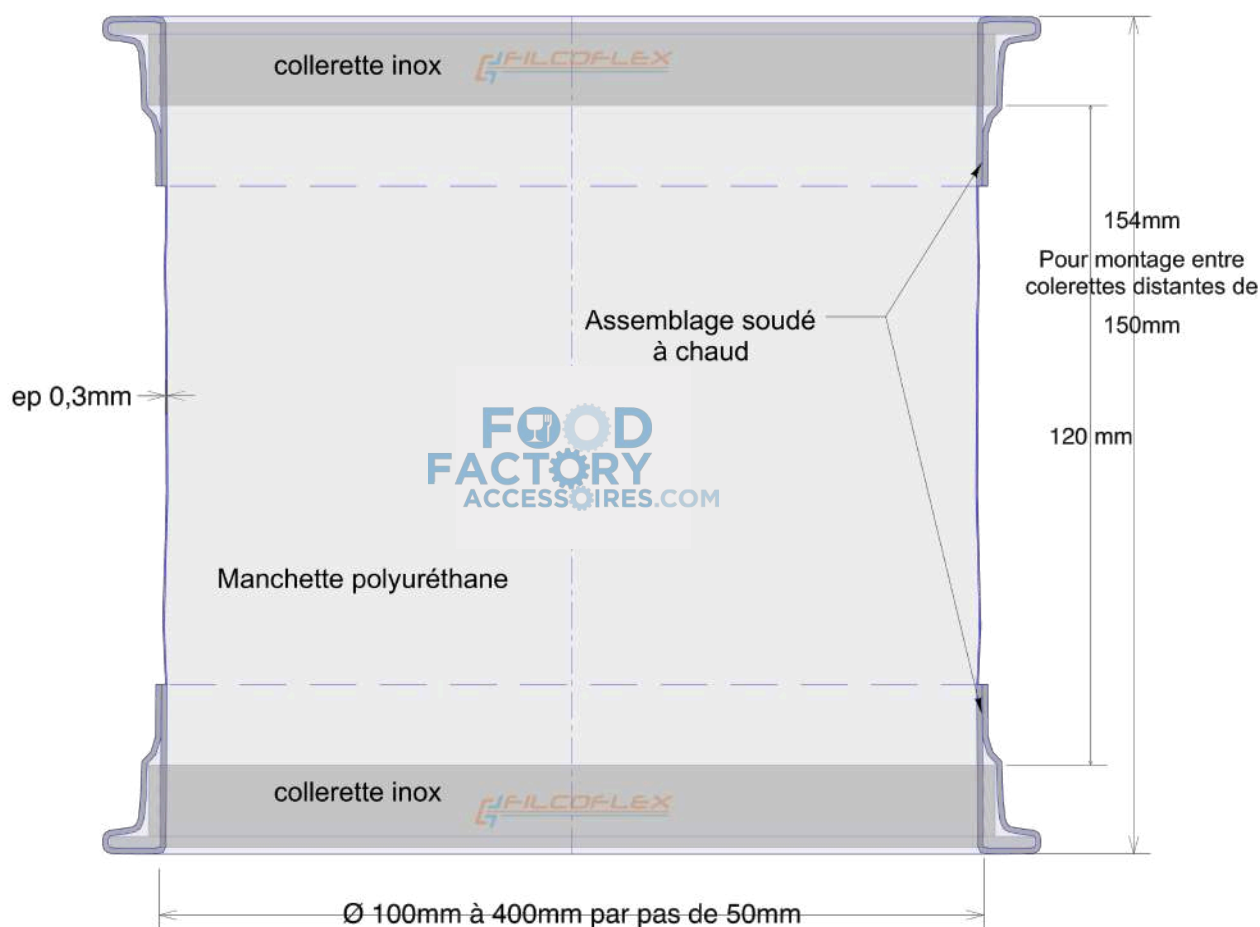 collerette inox
FILCOFLEX
154mm
Pour montage entre
colerettes distantes de
150mm
Assemblage soudé
à chaud
ep 0,3mm
FOOD
FACTORY
ACCESSOIRES.COM
120 mm
Manchette polyuréthane
collerette inox
FILCOFLEX
Ø 100mm à 400mm par pas de 50mm